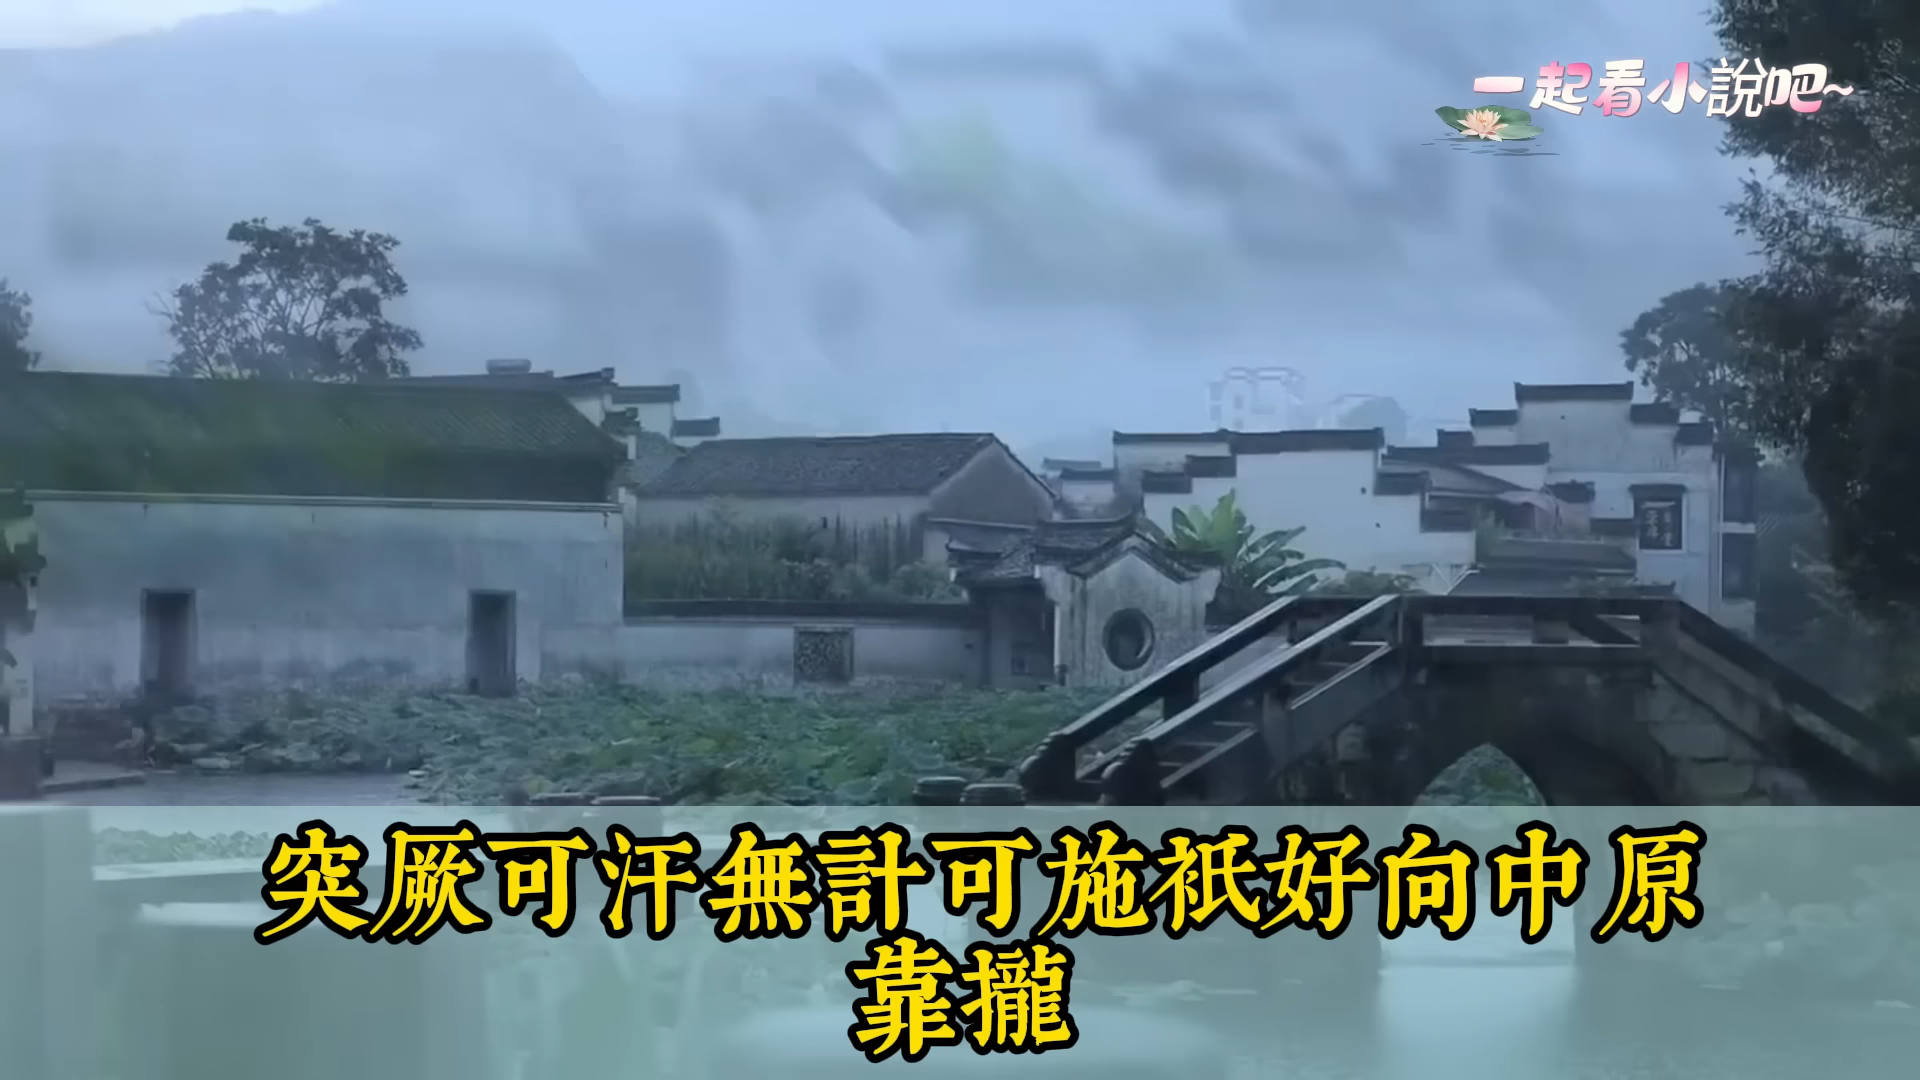 一起看小說吧~
突厥可汗無計可施衹好向中原
靠攏